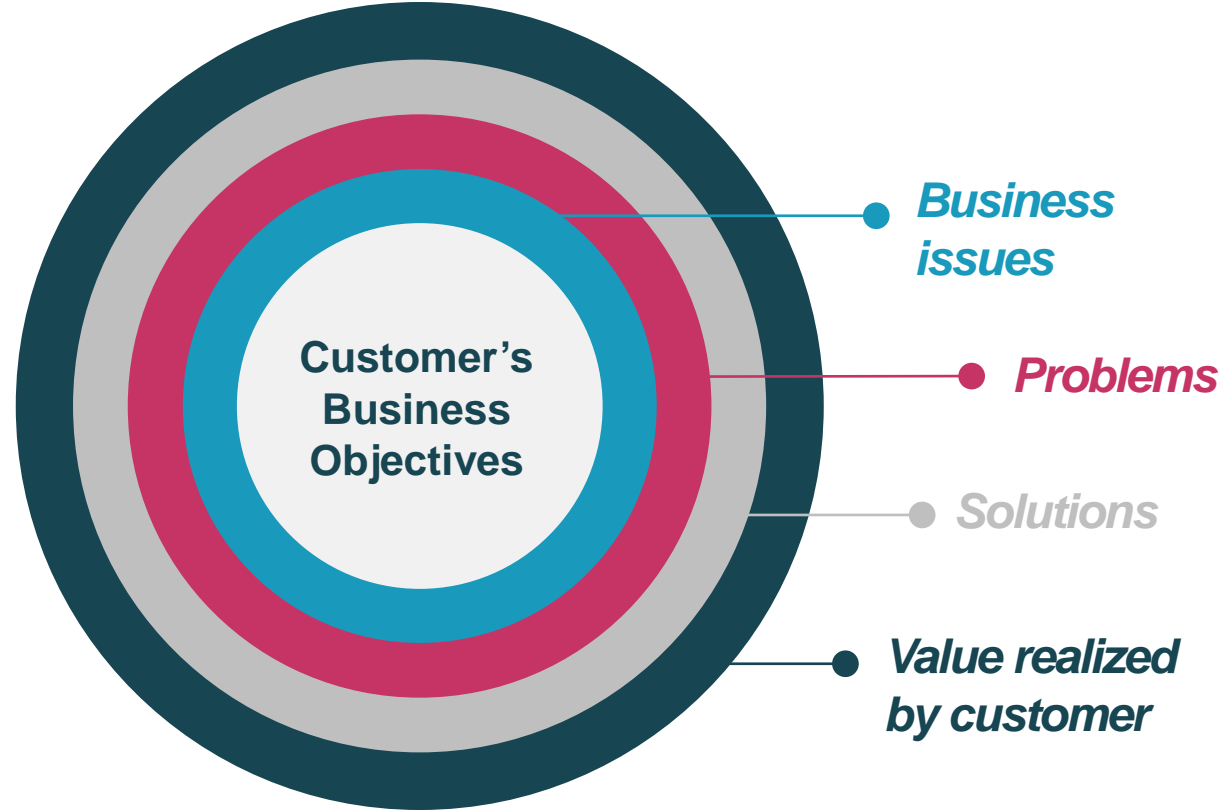 Customer’s
Business
Objectives
Business
issues
Problems
Solutions
Value realized
by customer